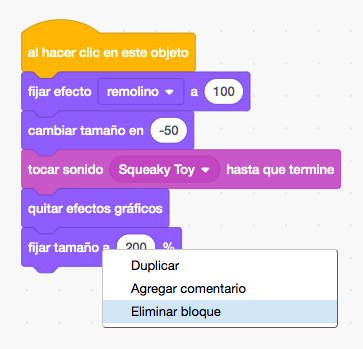 al hacer clic en este objeto
fijar efecto remolino a 100
cambiar tamaño en -50
tocar sonido Squeaky Toy hasta que termine
quitar efectos gráficos
fijar tamaño a 200 %
Duplicar
Agregar comentario
Eliminar bloque